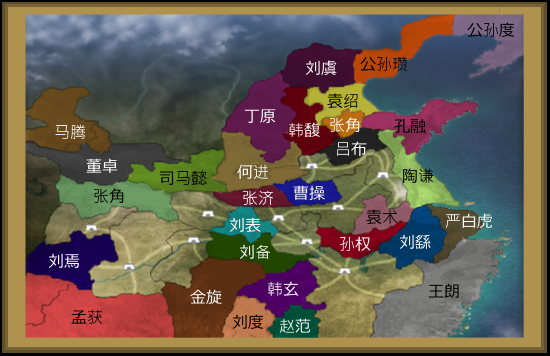 公孙度
刘虞
公孙瓒
袁绍
丁原
张角
马腾
韩馥
孔融
吕布
董卓
司马懿
何进
陶谦
张角
张济
曹操
刘表
袁术
严白虎
孙权
刘繇
刘备
刘焉
韩玄
金旋
王朗
孟获
刘度
赵范